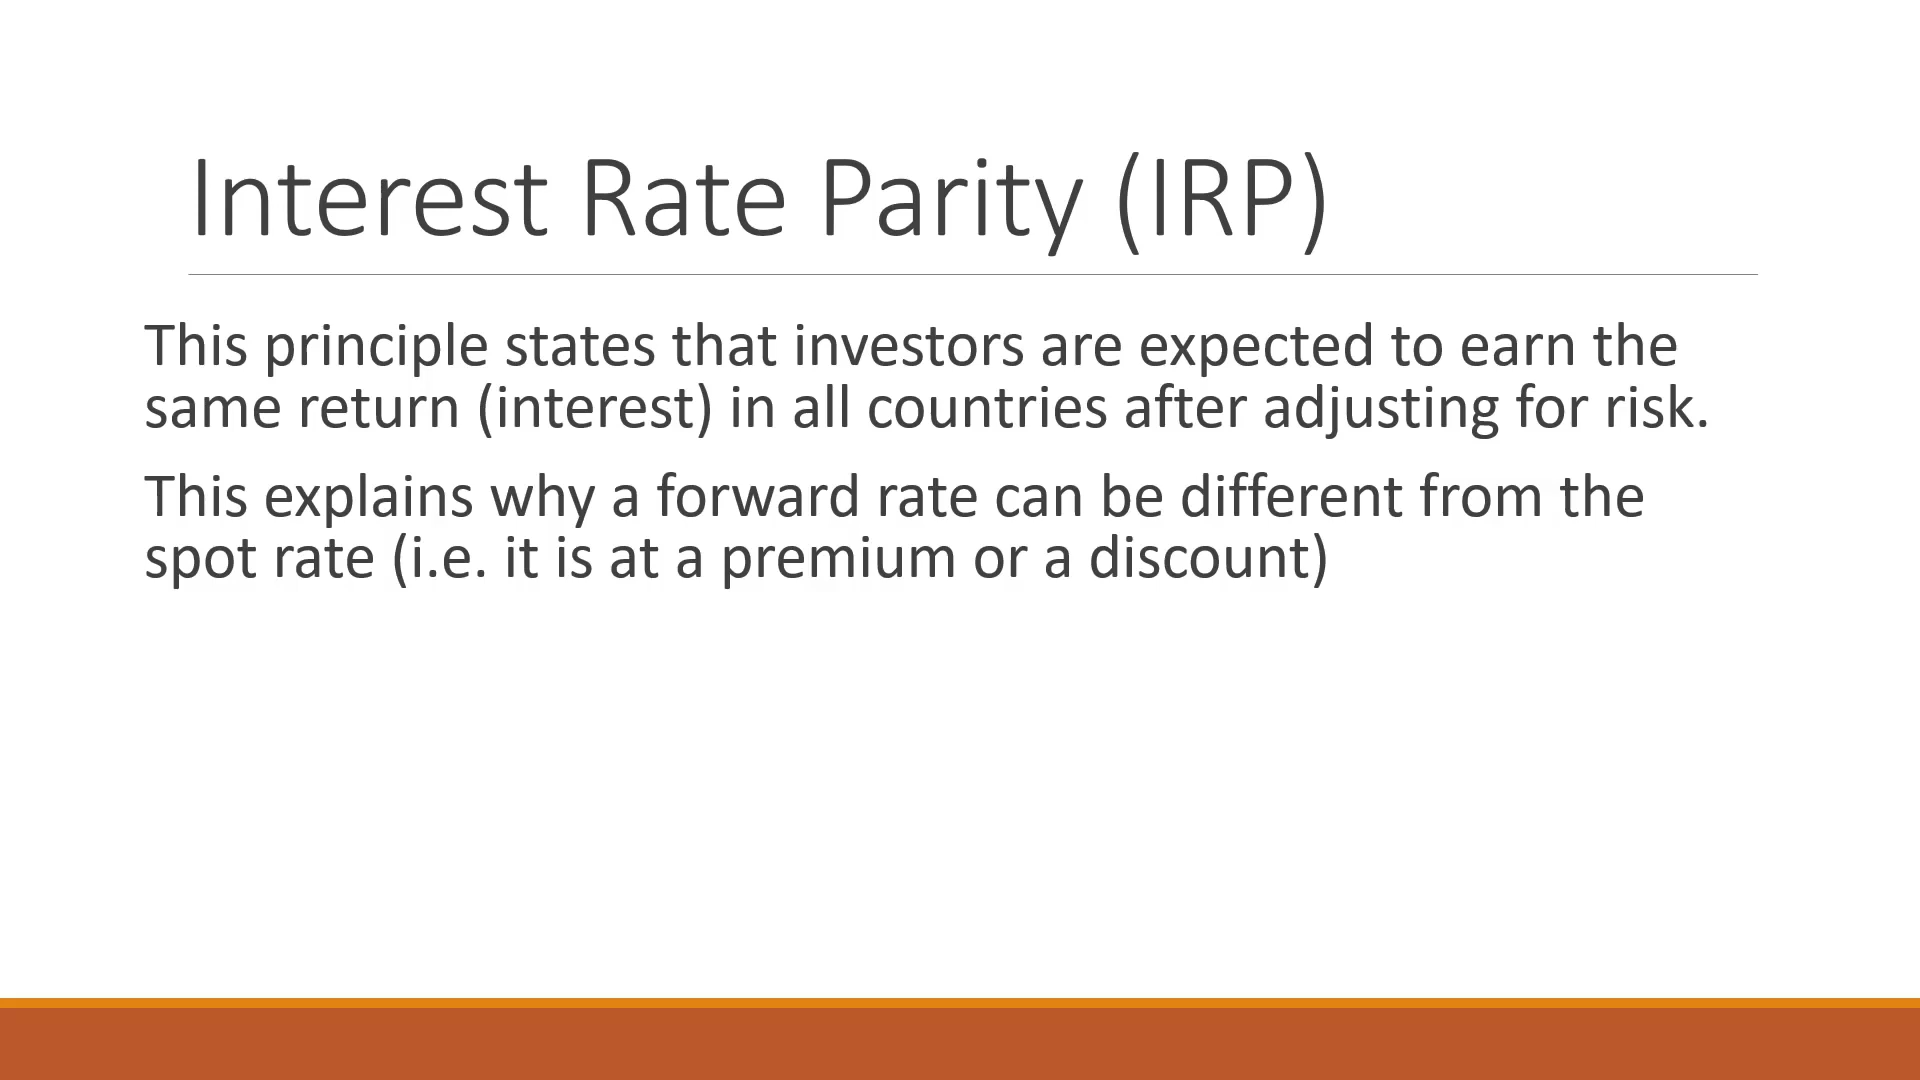 Interest Rate Parity (IRP)
This principle states that investors are expected to earn the
same return (interest) in all countries after adjusting for risk.
This explains why a forward rate can be different from the
spot rate (i.e. it is at a premium or a discount)